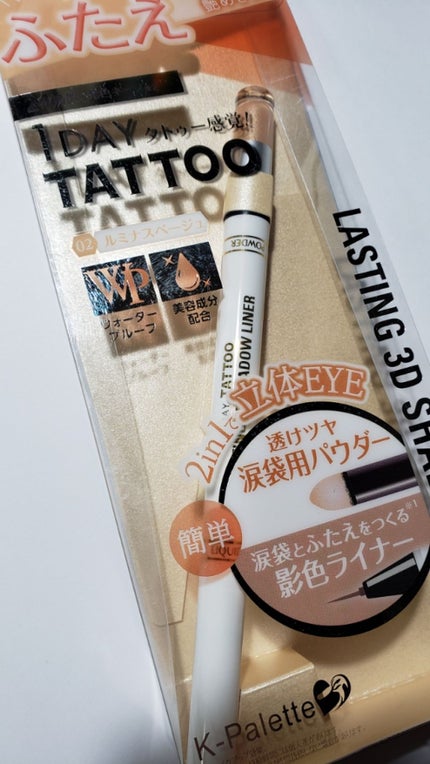 ふたえ
1DAY タトゥー感覚!!
TATTOO
02 ルミナスベージュ
WP
ウォーター
プルーフ
美容成分
配合
POWDER
LASTING 3D SHA
AY TATTOO
ADOW LINER
2in1で立体EYE
透けツヤ
涙袋用パウダー
簡単
涙袋とふたえをつくる※1
影色ライナー
K-Palette